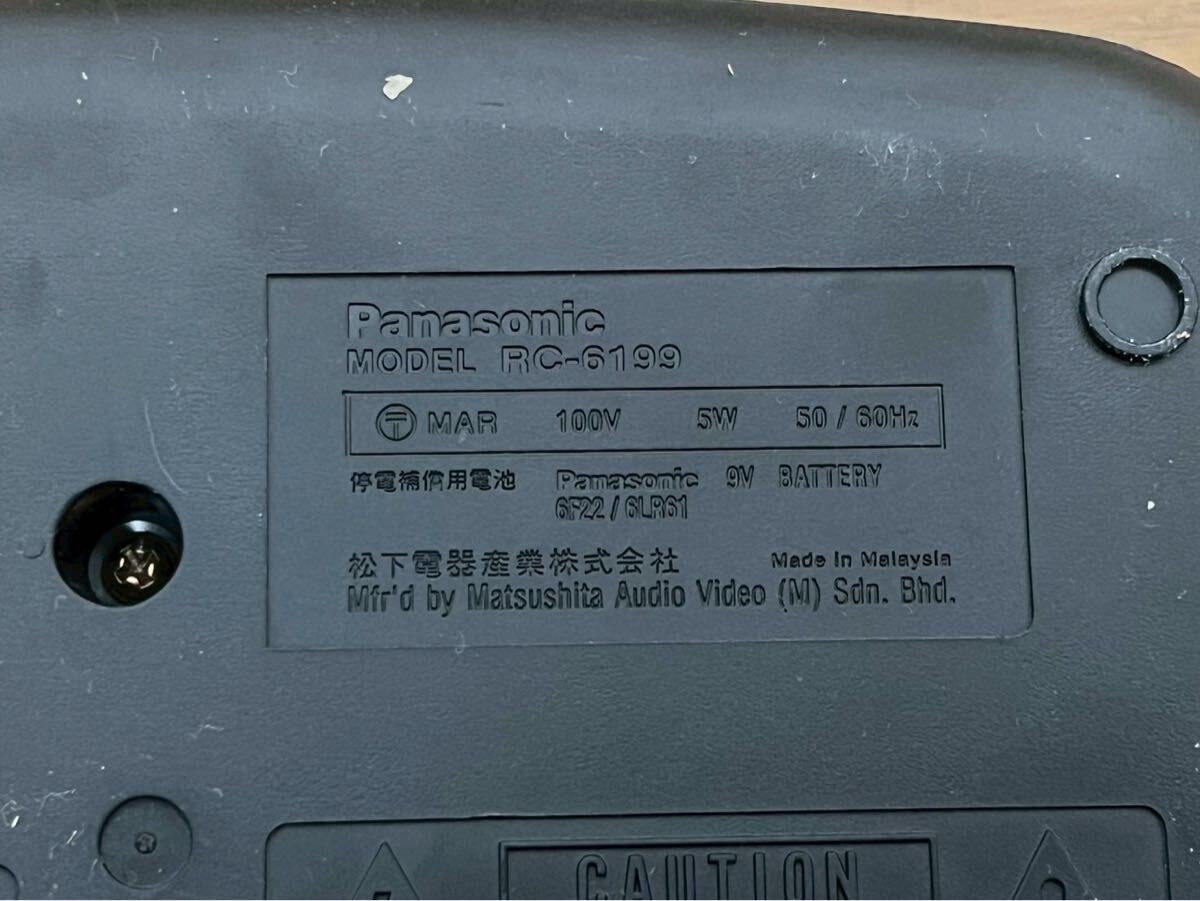 Panasonic
MODEL RC-6199
〒 MAR 100V 5W 50 / 60Hz
停電補償用電池 Panasonic 9V BATTERY
6F22 / 6LR61
松下電器産業株式会社 Made in Malaysia
Mfr'd by Matsushita Audio Video (M) Sdn. Bhd.
CAUTION